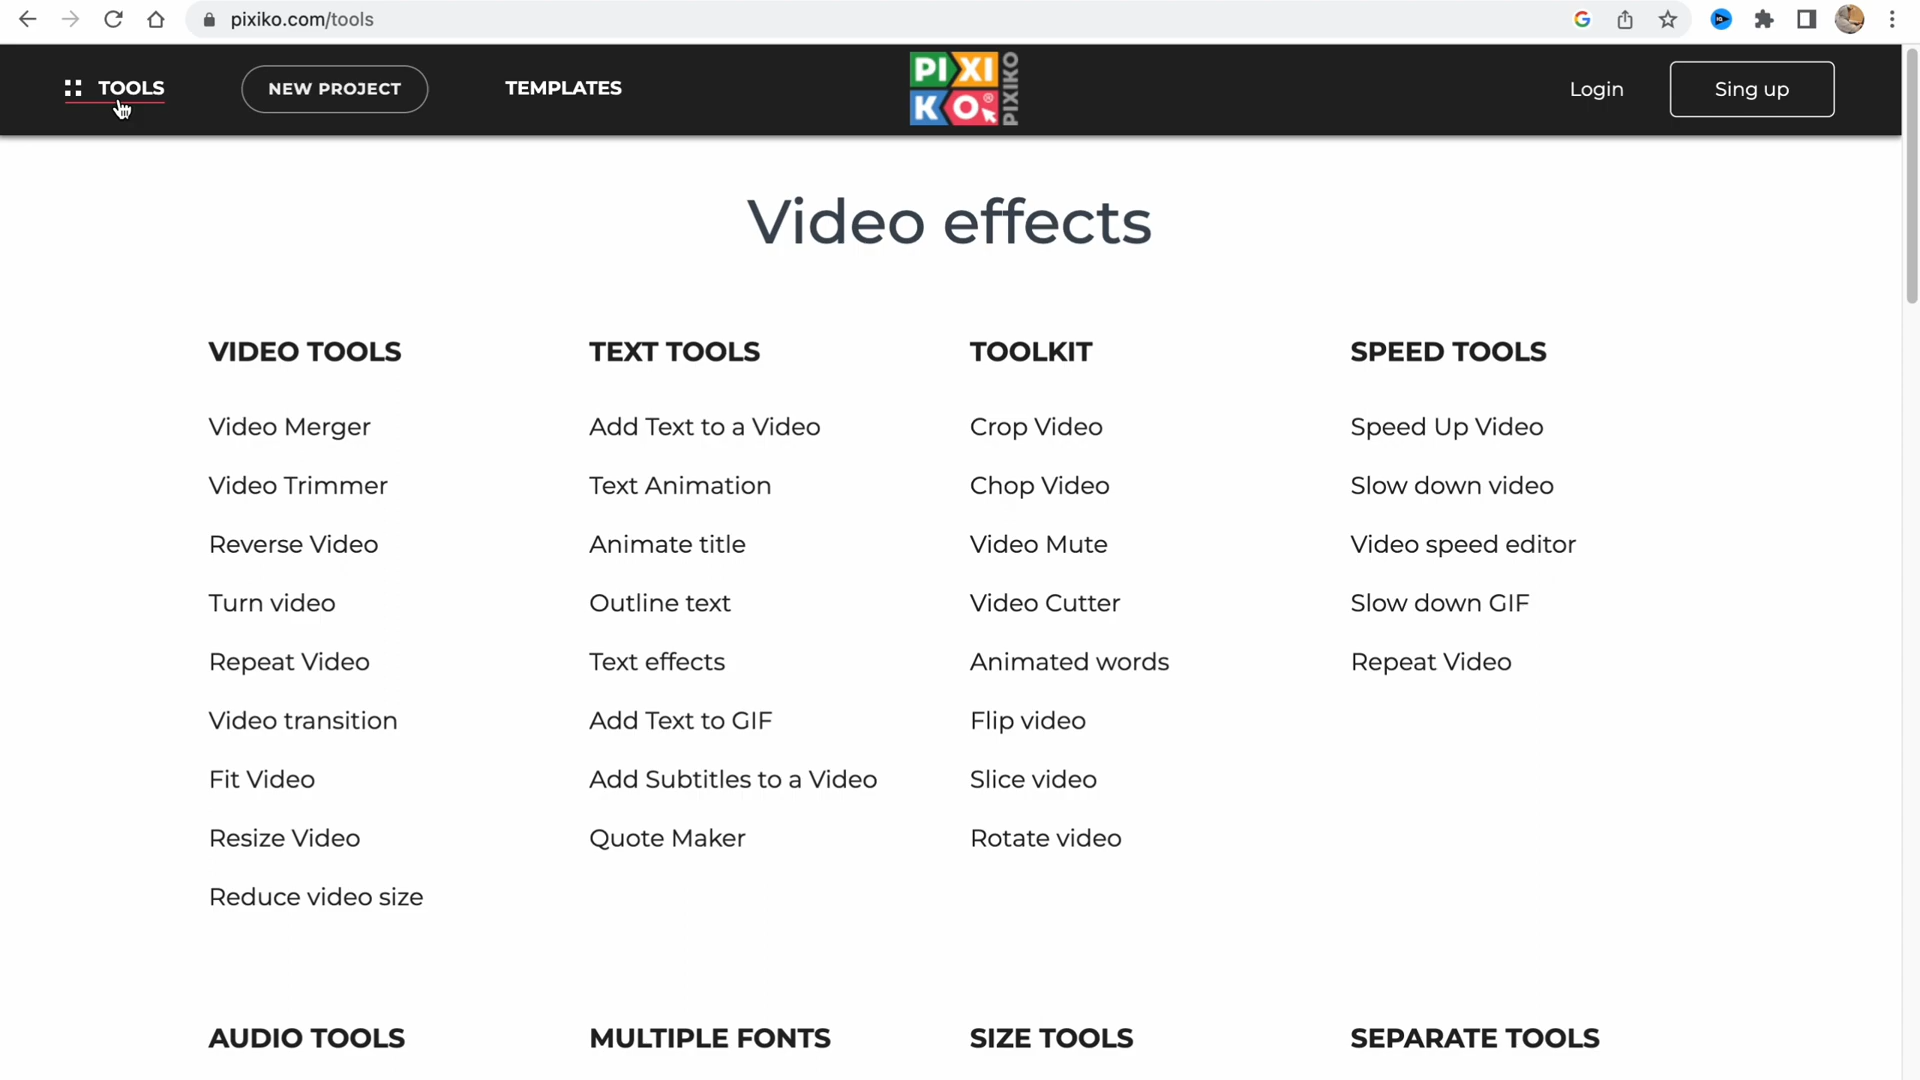 pixiko.com/tools
TOOLS
NEW PROJECT
TEMPLATES
PIXI
KO®
PIXIKO
Login
Sing up
Video effects
VIDEO TOOLS
Video Merger
Video Trimmer
Reverse Video
Turn video
Repeat Video
Video transition
Fit Video
Resize Video
Reduce video size
TEXT TOOLS
Add Text to a Video
Text Animation
Animate title
Outline text
Text effects
Add Text to GIF
Add Subtitles to a Video
Quote Maker
TOOLKIT
Crop Video
Chop Video
Video Mute
Video Cutter
Animated words
Flip video
Slice video
Rotate video
SPEED TOOLS
Speed Up Video
Slow down video
Video speed editor
Slow down GIF
Repeat Video
AUDIO TOOLS
MULTIPLE FONTS
SIZE TOOLS
SEPARATE TOOLS